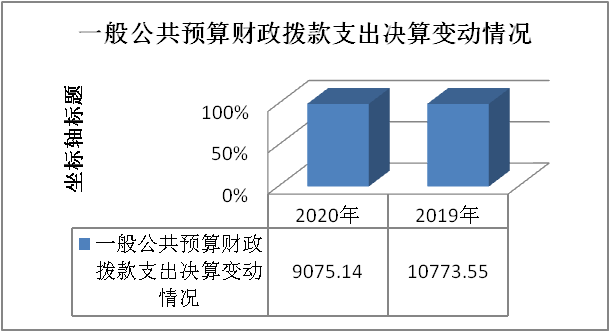 一般公共预算财政拨款支出决算变动情况
坐标轴标题
100%
50%
0%
2020年 2019年
一般公共预算财政
拨款支出决算变动
情况
9075.14 10773.55